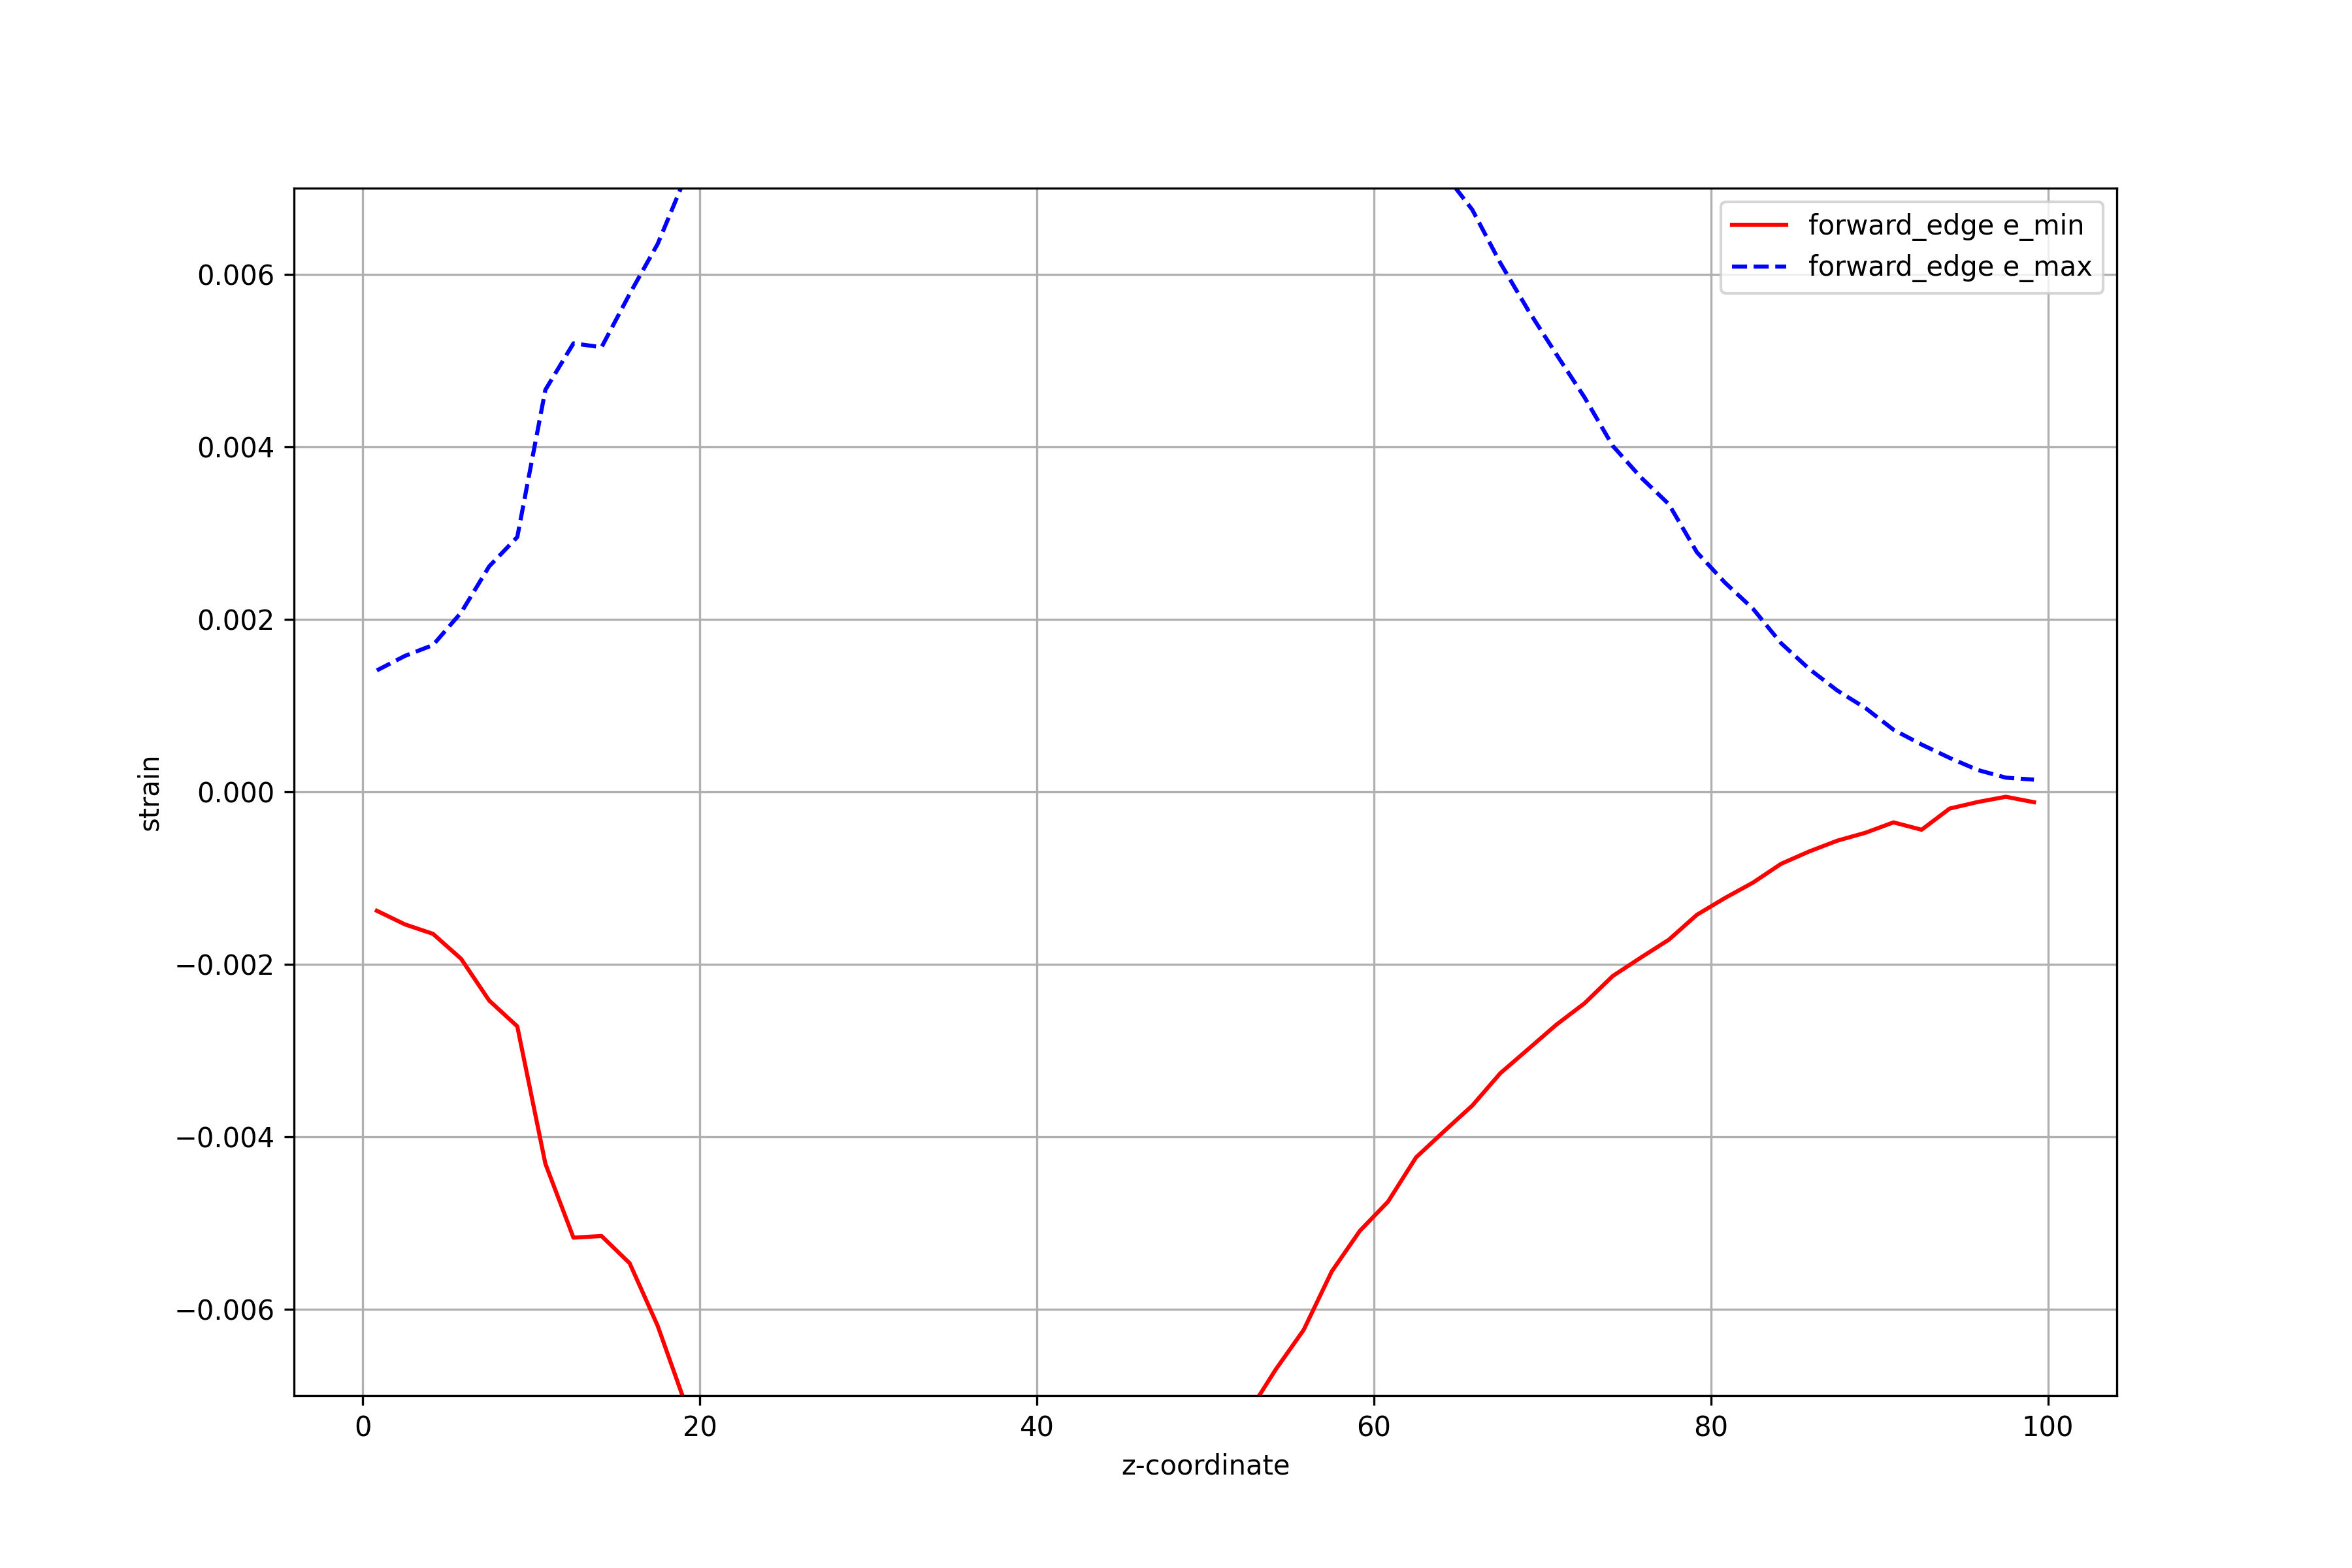 forward_edge e_min
forward_edge e_max
0.006
0.004
0.002
0.000
−0.002
−0.004
−0.006
strain
0 20 40 60 80 100
z-coordinate